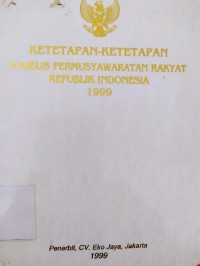 KETETAPAN-KETETAPAN
MAJELIS PERMUSYAWARATAN RAKYAT
REPUBLIK INDONESIA
1999
Penerbit, CV. Eko Jaya, Jakarta
1999